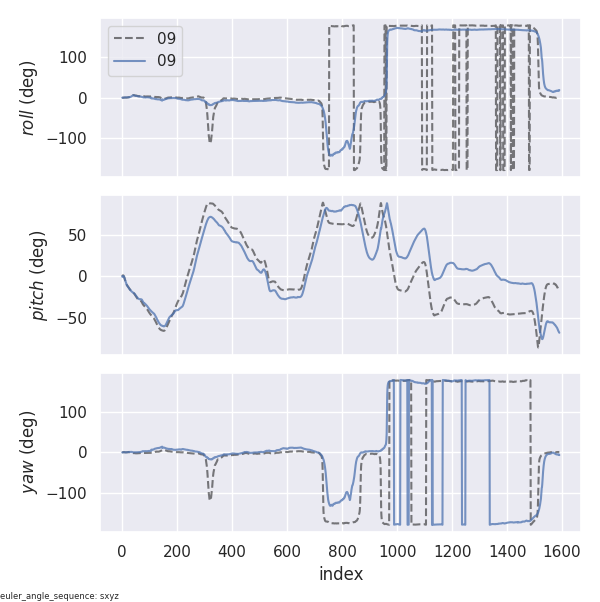 100
0
−100
roll (deg)
09
09
50
0
−50
pitch (deg)
100
0
−100
yaw (deg)
0 200 400 600 800 1000 1200 1400 1600
index
euler_angle_sequence: sxyz